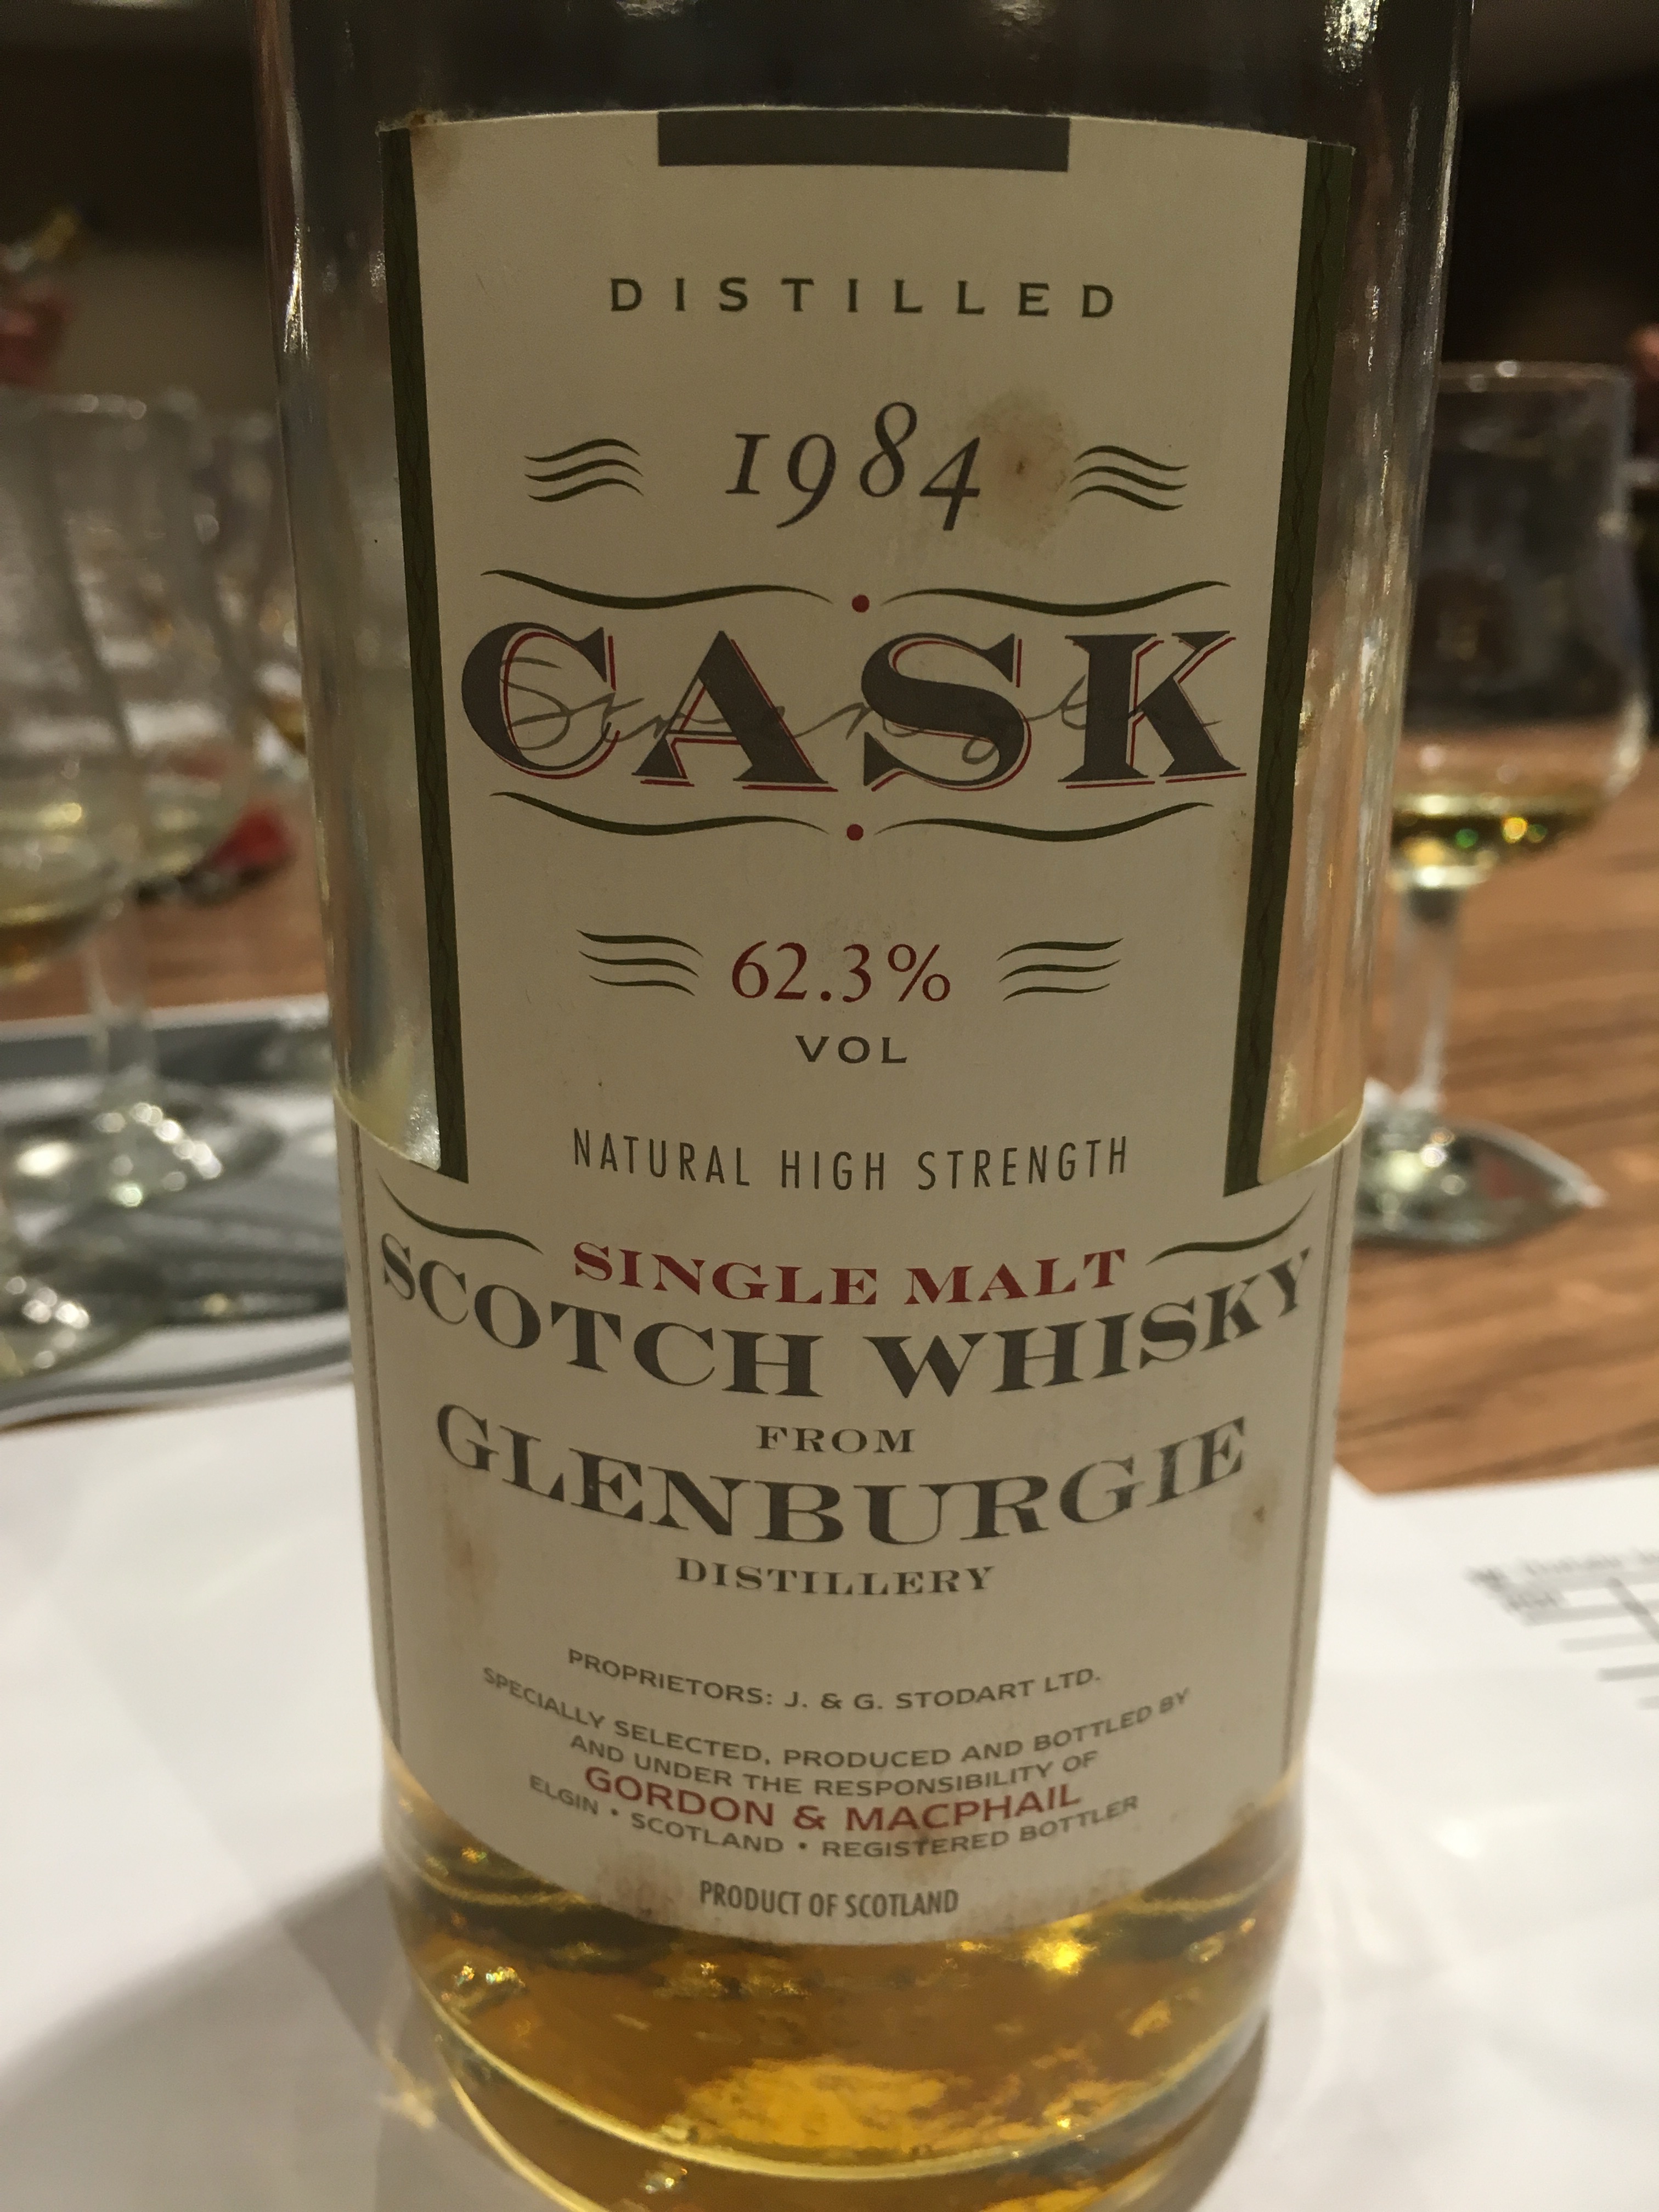 DISTILLED
1984
CASK
Strength
62.3%
VOL
NATURAL HIGH STRENGTH
SINGLE MALT
SCOTCH WHISKY
FROM
GLENBURGIE
DISTILLERY
PROPRIETORS: J. & G. STODART LTD.
SPECIALLY SELECTED, PRODUCED AND BOTTLED BY
AND UNDER THE RESPONSIBILITY OF
GORDON & MACPHAIL
ELGIN • SCOTLAND • REGISTERED BOTTLER
PRODUCT OF SCOTLAND